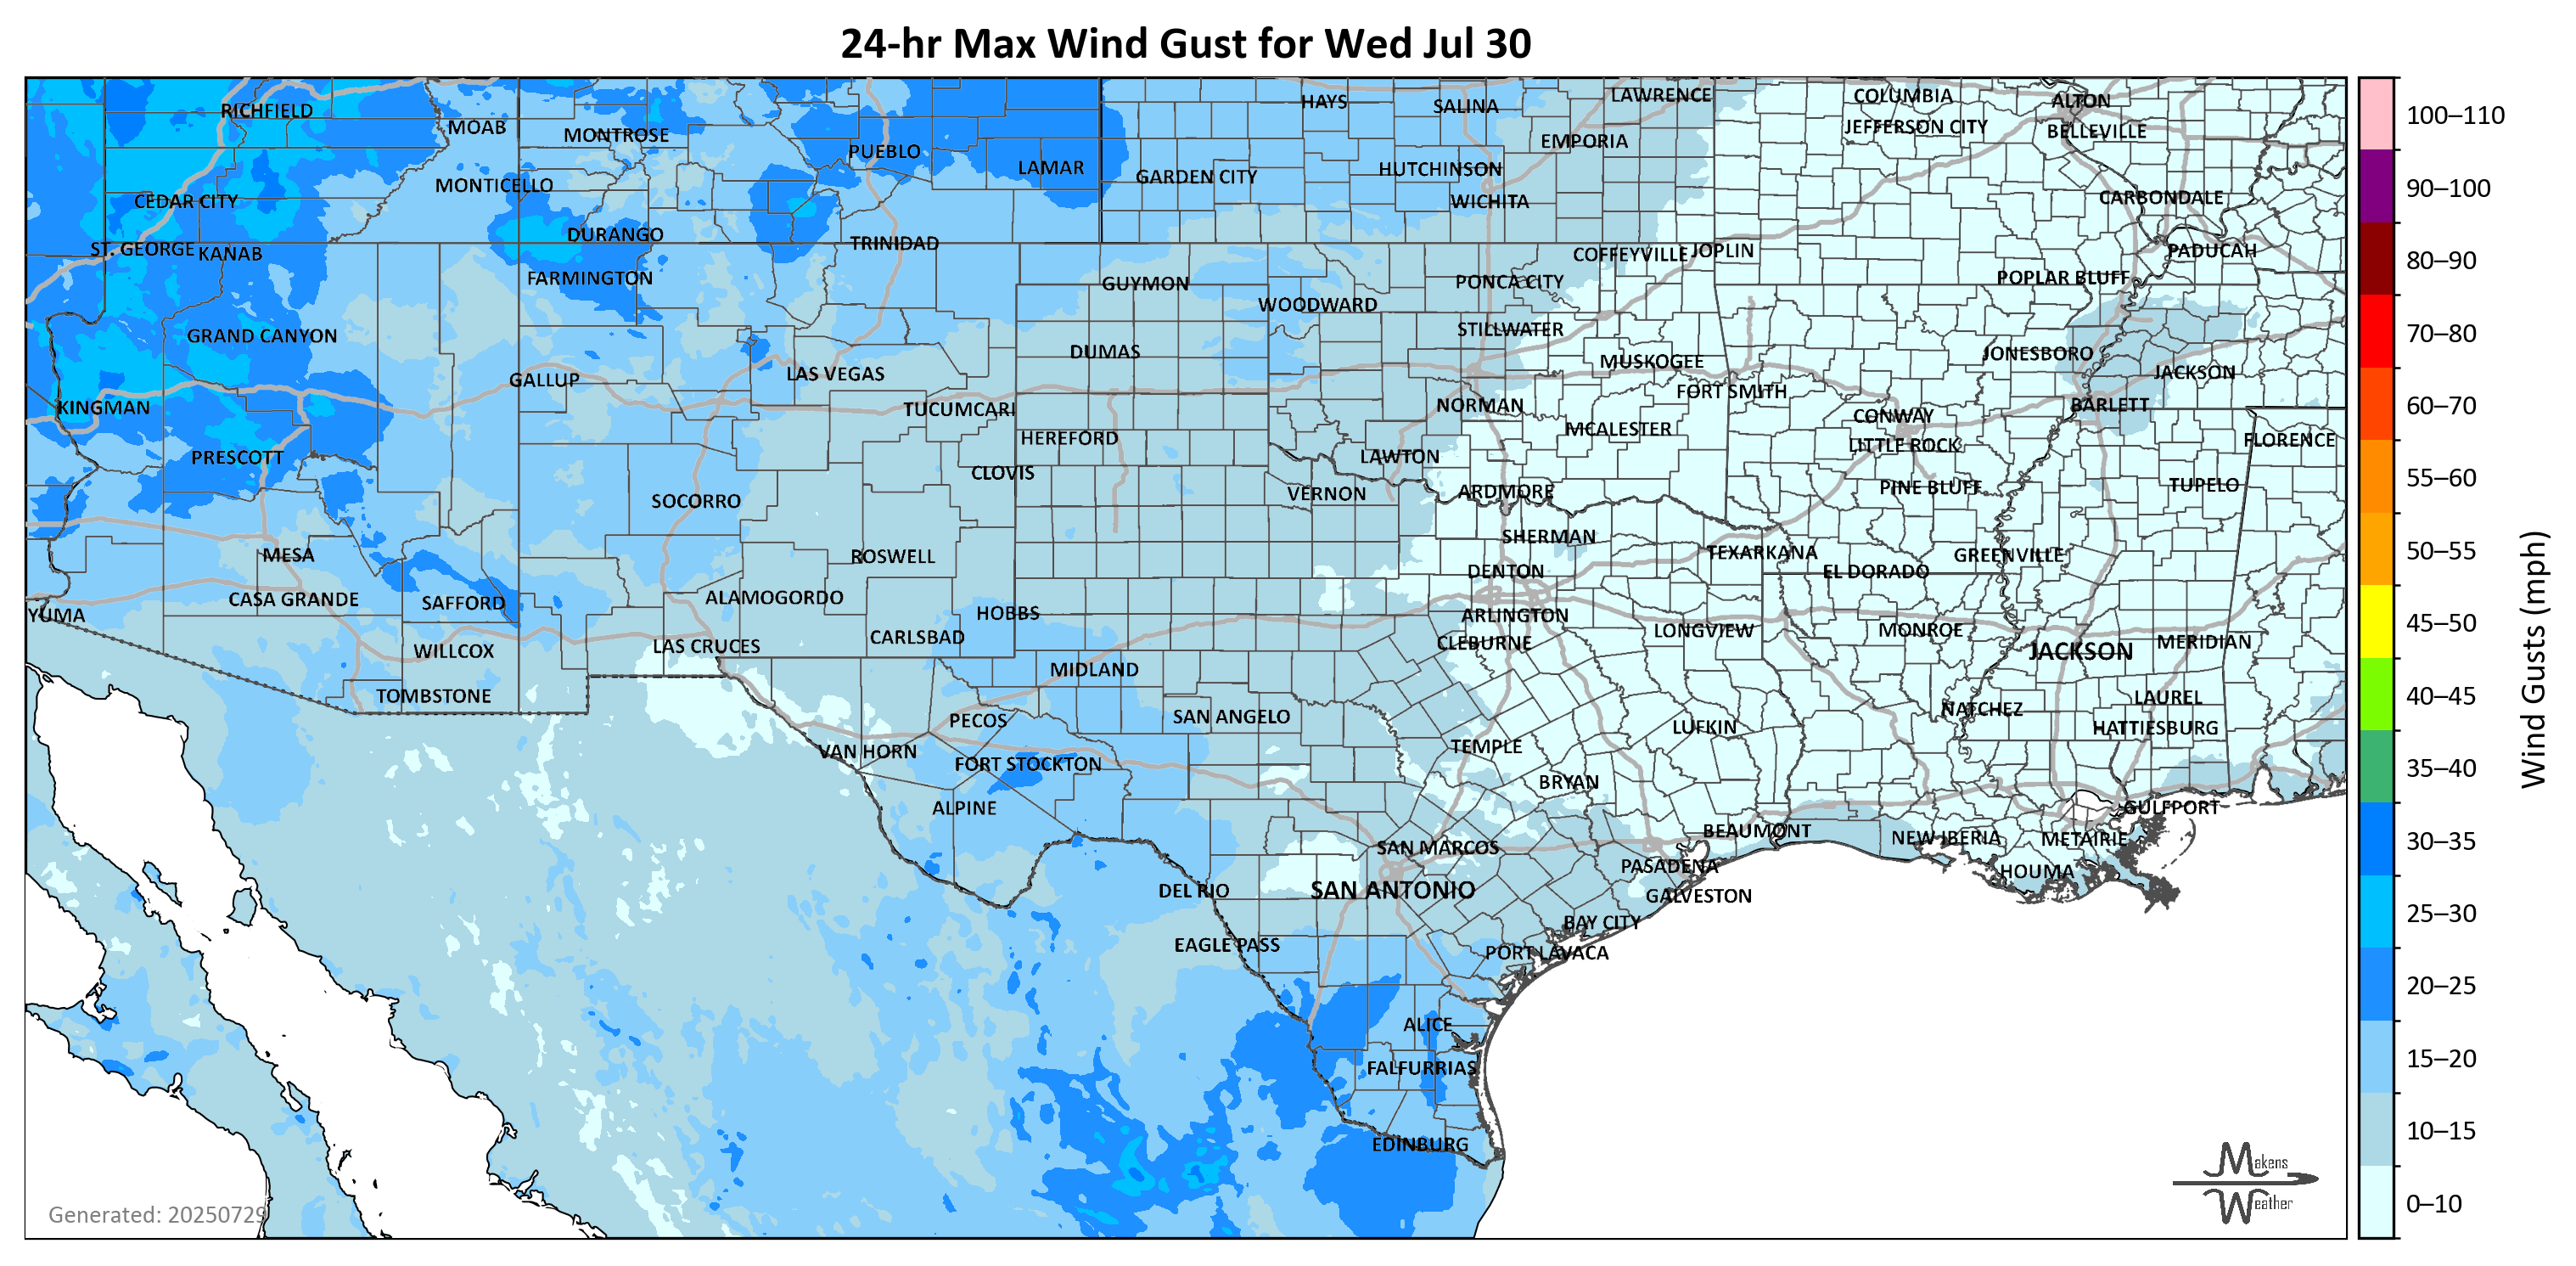 24-hr Max Wind Gust for Wed Jul 30
RICHFIELD
MOAB
MONTROSE
PUEBLO
LAMAR
HAYS
SALINA
LAWRENCE
COLUMBIA
ALTON
JEFFERSON CITY
BELLEVILLE
EMPORIA
MONTICELLO
GARDEN CITY
HUTCHINSON
CEDAR CITY
WICHITA
CARBONDALE
DURANGO
TRINIDAD
ST. GEORGE
KANAB
COFFEYVILLE
JOPLIN
PADUCAH
FARMINGTON
GUYMON
PONCA CITY
POPLAR BLUFF
WOODWARD
GRAND CANYON
STILLWATER
DUMAS
MUSKOGEE
JONESBORO
GALLUP
LAS VEGAS
JACKSON
FORT SMITH
KINGMAN
TUCUMCARI
NORMAN
CONWAY
BARLETT
HEREFORD
MCALESTER
LITTLE ROCK
FLORENCE
PRESCOTT
CLOVIS
LAWTON
SOCORRO
VERNON
ARDMORE
PINE BLUFF
TUPELO
MESA
ROSWELL
SHERMAN
TEXARKANA
GREENVILLE
DENTON
EL DORADO
CASA GRANDE
SAFFORD
ALAMOGORDO
YUMA
HOBBS
ARLINGTON
WILLCOX
LAS CRUCES
CARLSBAD
CLEBURNE
LONGVIEW
MONROE
JACKSON
MERIDIAN
MIDLAND
TOMBSTONE
PECOS
SAN ANGELO
NATCHEZ
LAUREL
VAN HORN
TEMPLE
LUFKIN
HATTIESBURG
FORT STOCKTON
BRYAN
ALPINE
GULFPORT
BEAUMONT
NEW IBERIA
METAIRIE
SAN MARCOS
PASADENA
HOUMA
DEL RIO
SAN ANTONIO
GALVESTON
BAY CITY
EAGLE PASS
PORT LAVACA
ALICE
FALFURRIAS
EDINBURG
Generated: 20250729
Makens
Weather
100–110
90–100
80–90
70–80
60–70
55–60
50–55
45–50
40–45
35–40
30–35
25–30
20–25
15–20
10–15
0–10
Wind Gusts (mph)